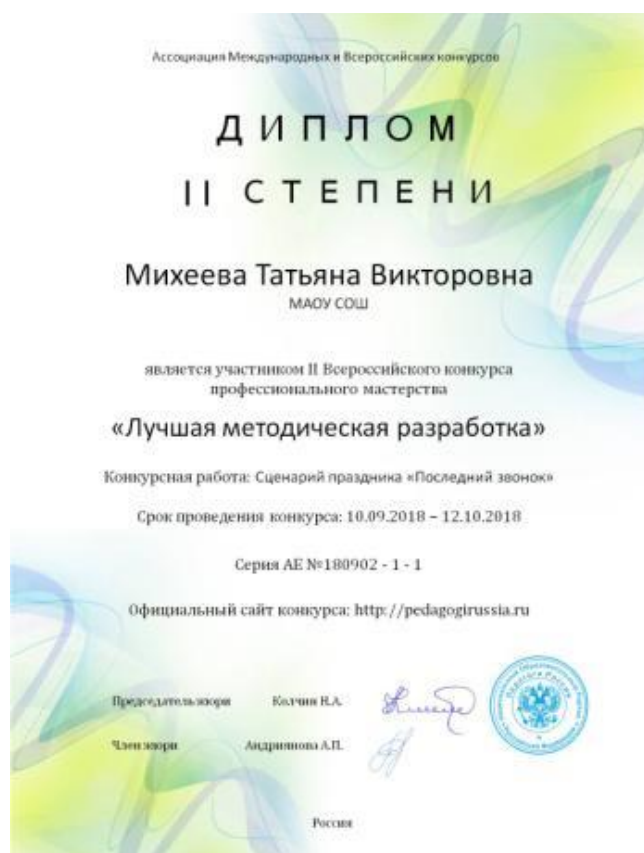 Ассоциация Международных и Всероссийских конкурсов
ДИПЛОМ
II СТЕПЕНИ
Михеева Татьяна Викторовна
МАОУ СОШ
является участником II Всероссийского конкурса
профессионального мастерства
«Лучшая методическая разработка»
Конкурсная работа: Сценарий праздника «Последний звонок»
Срок проведения конкурса: 10.09.2018 – 12.10.2018
Серия АЕ №180902 - 1 - 1
Официальный сайт конкурса: http://pedagogirussia.ru
Председатель жюри Колчин Н.А.
Член жюри Андриянова А.П.
Россия